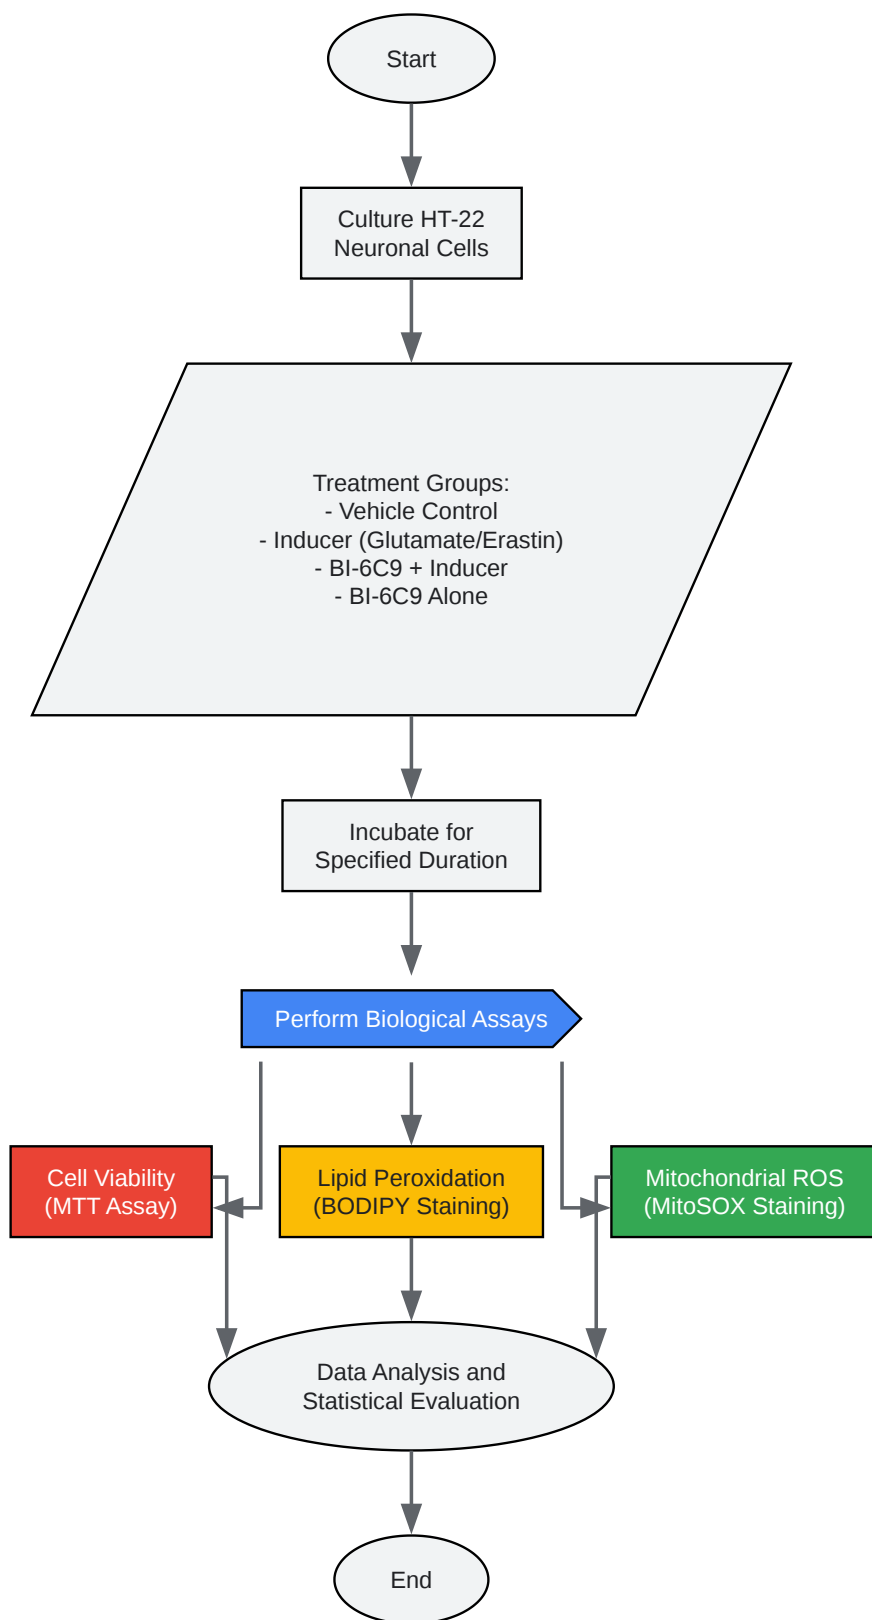 Start
Culture HT-22
Neuronal Cells
Treatment Groups:
- Vehicle Control
- Inducer (Glutamate/Erastin)
- BI-6C9 + Inducer
- BI-6C9 Alone
Incubate for
Specified Duration
Perform Biological Assays
Cell Viability
(MTT Assay)
Lipid Peroxidation
(BODIPY Staining)
Mitochondrial ROS
(MitoSOX Staining)
Data Analysis and
Statistical Evaluation
End